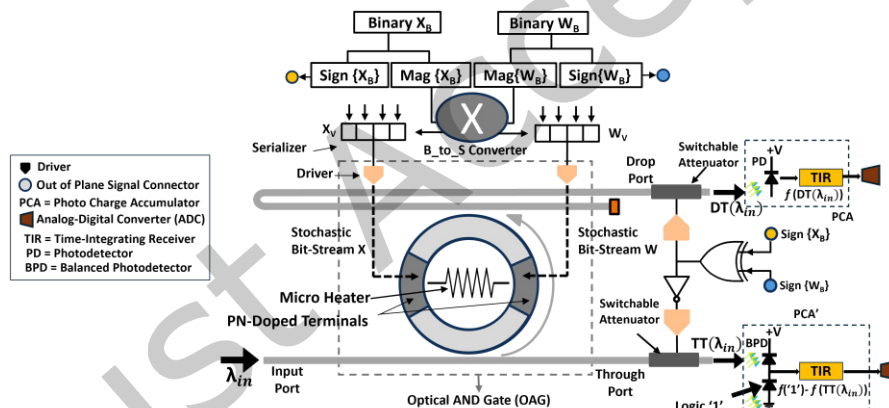 Binary X_B
Binary W_B
Sign {X_B}
Mag {X_B}
Mag{W_B}
Sign{W_B}
X
X_V
W_V
B_to_S Converter
Serializer
Driver
Drop
Port
Switchable
Attenuator
+V
PD
TIR
f(DT(λ_in))
DT(λ_in)
PCA
Driver
Out of Plane Signal Connector
PCA = Photo Charge Accumulator
Analog-Digital Converter (ADC)
TIR = Time-Integrating Receiver
PD = Photodetector
BPD = Balanced Photodetector
Stochastic
Bit-Stream X
Stochastic
Bit-Stream W
Sign {X_B}
Sign {W_B}
Micro Heater
PN-Doped Terminals
Switchable
Attenuator
PCA'
+V
TT(λ_in)
BPD
TIR
f('1')- f(TT(λ_in))
λ_in
Input
Port
Through
Port
Logic '1'
Optical AND Gate (OAG)
ust Acce